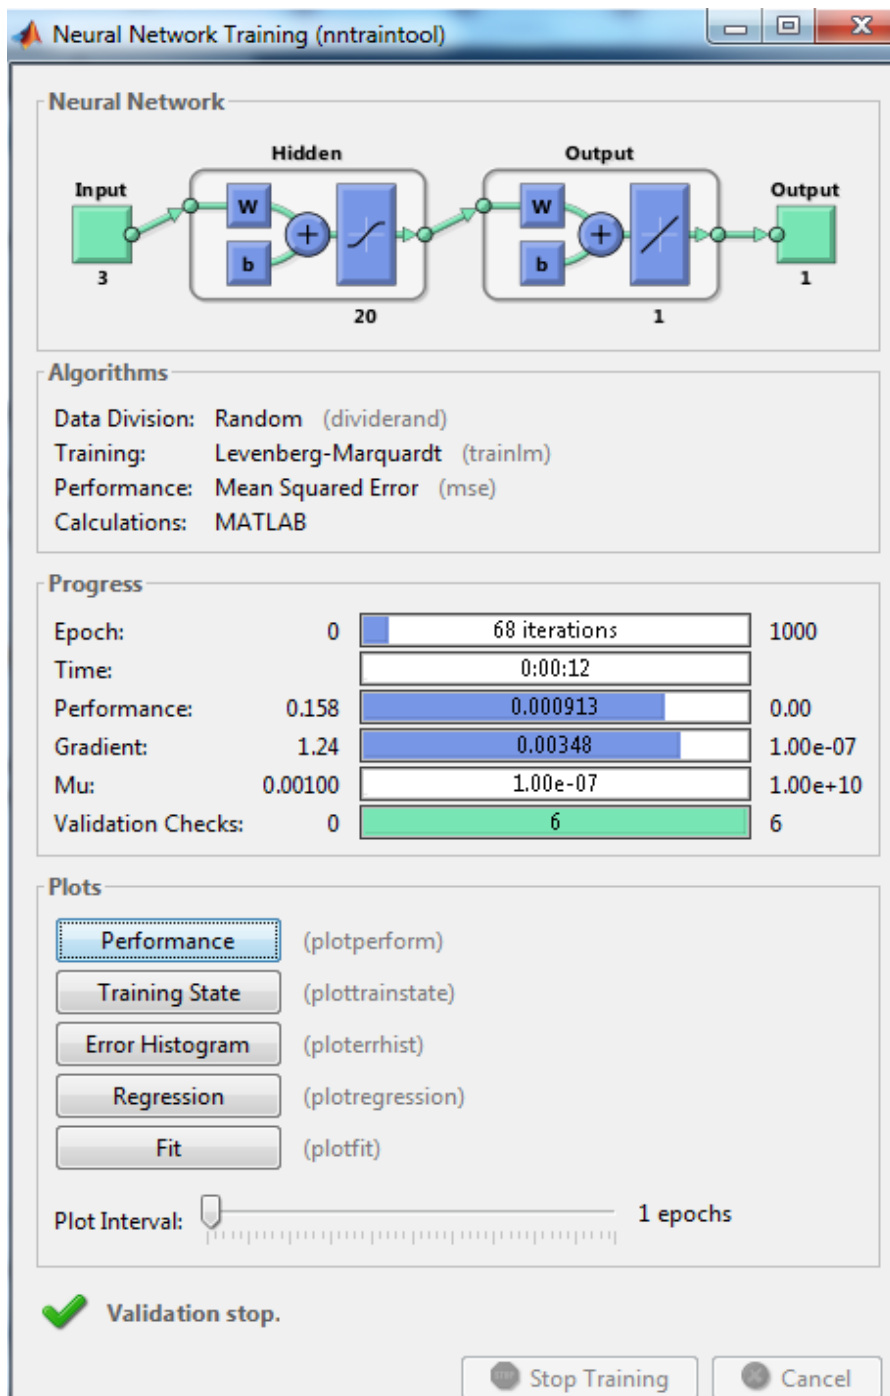 Neural Network Training (nntraintool)
Neural Network
Hidden Output
Input Output
W W
b b
3 20 1 1
Algorithms
Data Division: Random (dividerand)
Training: Levenberg-Marquardt (trainlm)
Performance: Mean Squared Error (mse)
Calculations: MATLAB
Progress
Epoch: 0 68 iterations 1000
Time: 0:00:12
Performance: 0.158 0.000913 0.00
Gradient: 1.24 0.00348 1.00e-07
Mu: 0.00100 1.00e-07 1.00e+10
Validation Checks: 0 6 6
Plots
Performance (plotperform)
Training State (plottrainstate)
Error Histogram (ploterrhist)
Regression (plotregression)
Fit (plotfit)
Plot Interval: 1 epochs
Validation stop.
Stop Training Cancel